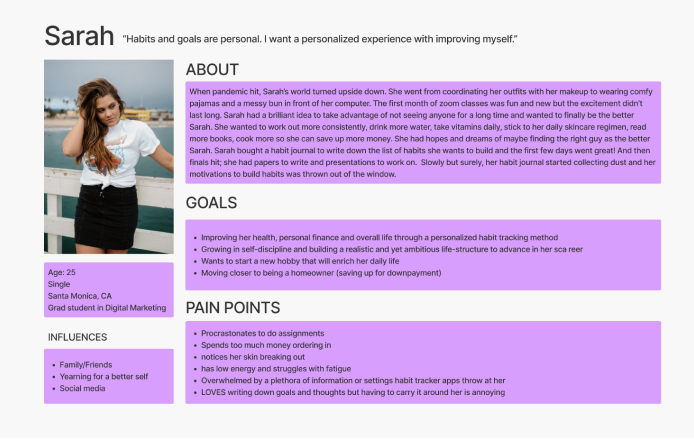 Sarah "Habits and goals are personal. I want a personalized experience with improving myself."
ABOUT
When pandemic hit, Sarah's world turned upside down. She went from coordinating her outfits with her makeup to wearing comfy
pajamas and a messy bun in front of her computer. The first month of zoom classes was fun and new but the excitement didn't
last long. Sarah had a brilliant idea to take advantage of not seeing anyone for a long time and wanted to finally be the better
Sarah. She wanted to work out more consistently, drink more water, take vitamins daily, stick to her daily skincare regimen, read
more books, cook more so she can save up more money. She had hopes and dreams of maybe finding the right guy as the better
Sarah. Sarah bought a habit journal to write down the list of habits she wants to build and the first few days went great! And then
finals hit; she had papers to write and presentations to work on. Slowly but surely, her habit journal started collecting dust and her
motivations to build habits was thrown out of the window.
GOALS
• Improving her health, personal finance and overall life through a personalized habit tracking method
• Growing in self-discipline and building a realistic and yet ambitious life-structure to advance in her sca reer
• Wants to start a new hobby that will enrich her daily life
• Moving closer to being a homeowner (saving up for downpayment)
Age: 25
Single
Santa Monica, CA
Grad student in Digital Marketing
INFLUENCES
• Family/Friends
• Yearning for a better self
• Social media
PAIN POINTS
• Procrastonates to do assignments
• Spends too much money ordering in
• notices her skin breaking out
• has low energy and struggles with fatigue
• Overwhelmed by a plethora of information or settings habit tracker apps throw at her
• LOVES writing down goals and thoughts but having to carry it around her is annoying